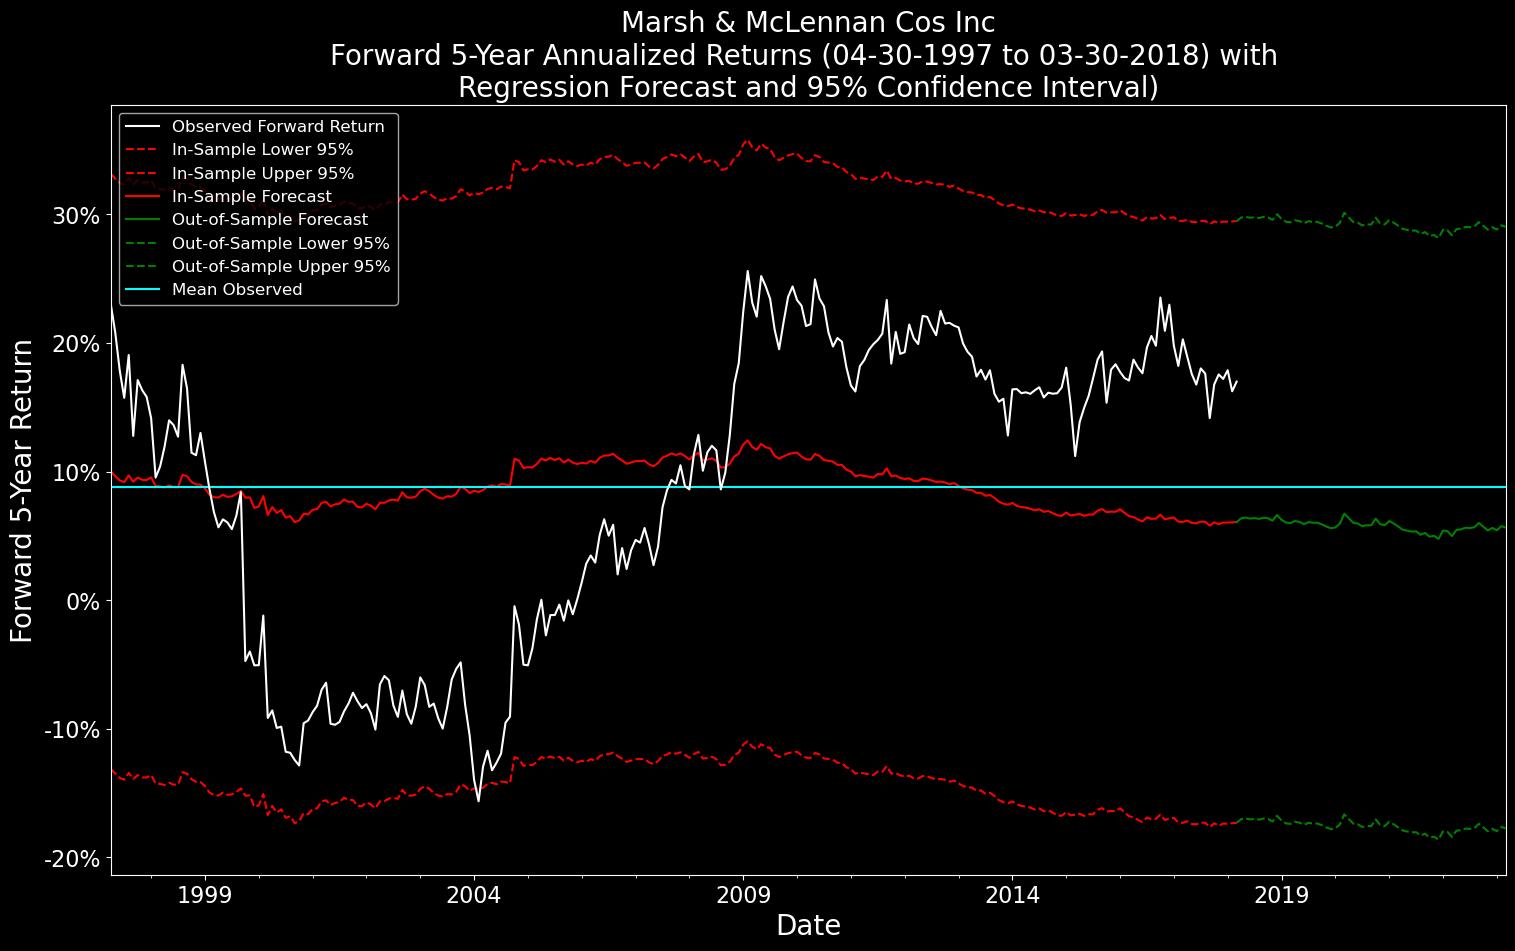 Marsh & McLennan Cos Inc
Forward 5-Year Annualized Returns (04-30-1997 to 03-30-2018) with
Regression Forecast and 95% Confidence Interval)
Observed Forward Return
In-Sample Lower 95%
In-Sample Upper 95%
In-Sample Forecast
Out-of-Sample Forecast
Out-of-Sample Lower 95%
Out-of-Sample Upper 95%
Mean Observed
Forward 5-Year Return
30%
20%
10%
0%
-10%
-20%
1999
2004
2009
2014
2019
Date